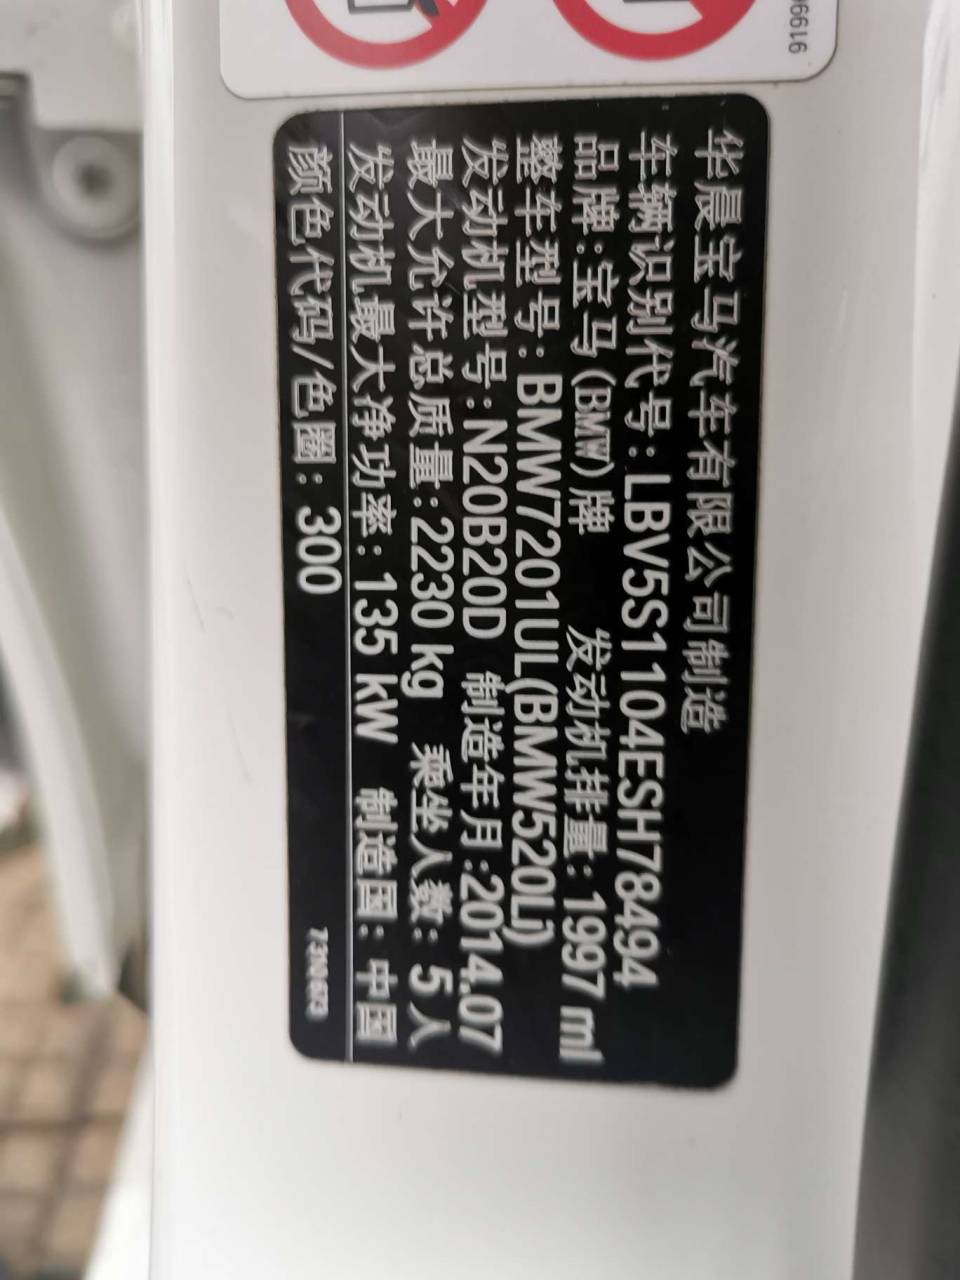 华晨宝马汽车有限公司制造
车辆识别代号:LBV5S1104ESH78494
品牌:宝马(BMW)牌 发动机排量:1997 ml
整车型号:BMW7201UL(BMW520Li)
发动机型号:N20B20D 制造年月:2014.07
最大允许总质量:2230 kg 乘坐人数:5人
发动机最大净功率:135 kW 制造国:中国
颜色代码/色圈:300